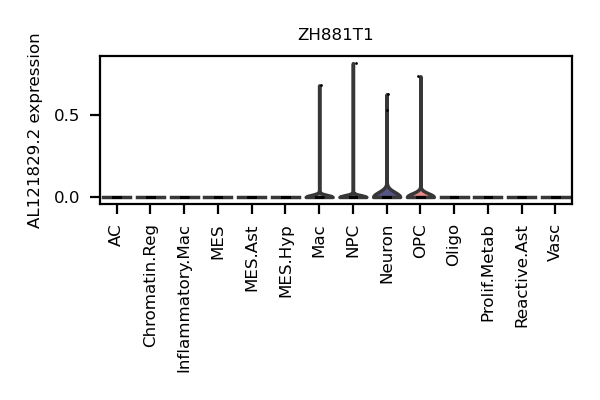 ZH881T1
AL121829.2 expression
0.5
0.0
AC
Chromatin.Reg
Inflammatory.Mac
MES
MES.Ast
MES.Hyp
Mac
NPC
Neuron
OPC
Oligo
Prolif.Metab
Reactive.Ast
Vasc